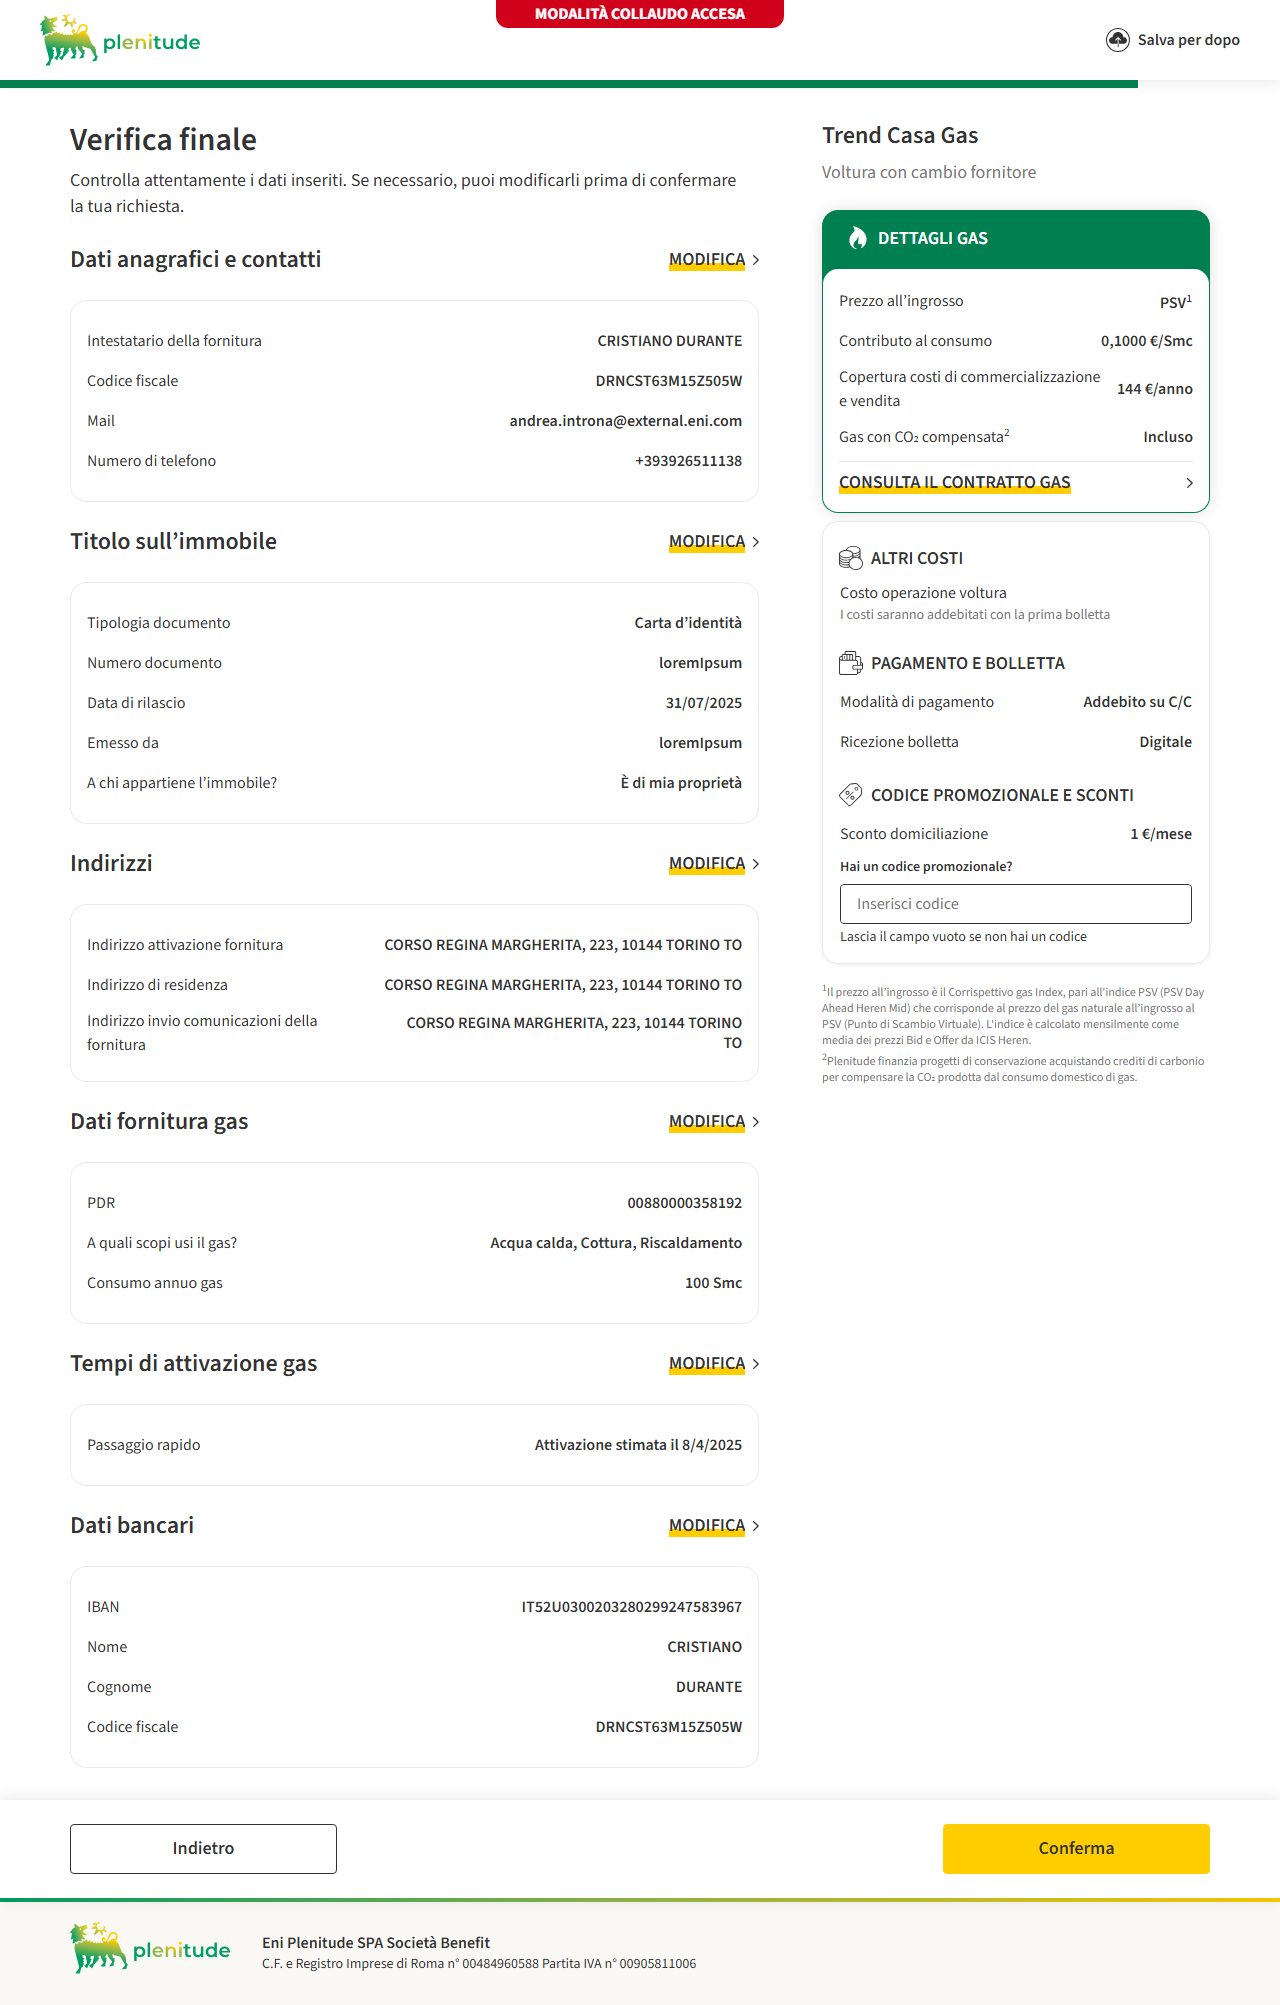 MODALITÀ COLLAUDO ACCESA
plenitude
Salva per dopo
Verifica finale
Controlla attentamente i dati inseriti. Se necessario, puoi modificarli prima di confermare
la tua richiesta.
Dati anagrafici e contatti
MODIFICA
Intestatario della fornitura
CRISTIANO DURANTE
Codice fiscale
DRNCST63M15Z505W
Mail
andrea.introna@external.eni.com
Numero di telefono
+393926511138
Titolo sull'immobile
MODIFICA
Tipologia documento
Carta d'identità
Numero documento
loremIpsum
Data di rilascio
31/07/2025
Emesso da
loremIpsum
A chi appartiene l'immobile?
È di mia proprietà
Indirizzi
MODIFICA
Indirizzo attivazione fornitura
CORSO REGINA MARGHERITA, 223, 10144 TORINO TO
Indirizzo di residenza
CORSO REGINA MARGHERITA, 223, 10144 TORINO TO
Indirizzo invio comunicazioni della
fornitura
CORSO REGINA MARGHERITA, 223, 10144 TORINO
TO
Dati fornitura gas
MODIFICA
PDR
00880000358192
A quali scopi usi il gas?
Acqua calda, Cottura, Riscaldamento
Consumo annuo gas
100 Smc
Tempi di attivazione gas
MODIFICA
Passaggio rapido
Attivazione stimata il 8/4/2025
Dati bancari
MODIFICA
IBAN
IT52U0300203280299247583967
Nome
CRISTIANO
Cognome
DURANTE
Codice fiscale
DRNCST63M15Z505W
Trend Casa Gas
Voltura con cambio fornitore
DETTAGLI GAS
Prezzo all'ingrosso
PSV¹
Contributo al consumo
0,1000 €/Smc
Copertura costi di commercializzazione
e vendita
144 €/anno
Gas con CO₂ compensata²
Incluso
CONSULTA IL CONTRATTO GAS
ALTRI COSTI
Costo operazione voltura
I costi saranno addebitati con la prima bolletta
PAGAMENTO E BOLLETTA
Modalità di pagamento
Addebito su C/C
Ricezione bolletta
Digitale
CODICE PROMOZIONALE E SCONTI
Sconto domiciliazione
1 €/mese
Hai un codice promozionale?
Inserisci codice
Lascia il campo vuoto se non hai un codice
¹Il prezzo all'ingrosso è il Corrispettivo gas Index, pari all'indice PSV (PSV Day
Ahead Heren Mid) che corrisponde al prezzo del gas naturale all'ingrosso al
PSV (Punto di Scambio Virtuale). L'indice è calcolato mensilmente come
media dei prezzi Bid e Offer da ICIS Heren.
²Plenitude finanzia progetti di conservazione acquistando crediti di carbonio
per compensare la CO₂ prodotta dal consumo domestico di gas.
Indietro
Conferma
plenitude
Eni Plenitude SPA Società Benefit
C.F. e Registro Imprese di Roma n° 00484960588 Partita IVA n° 00905811006